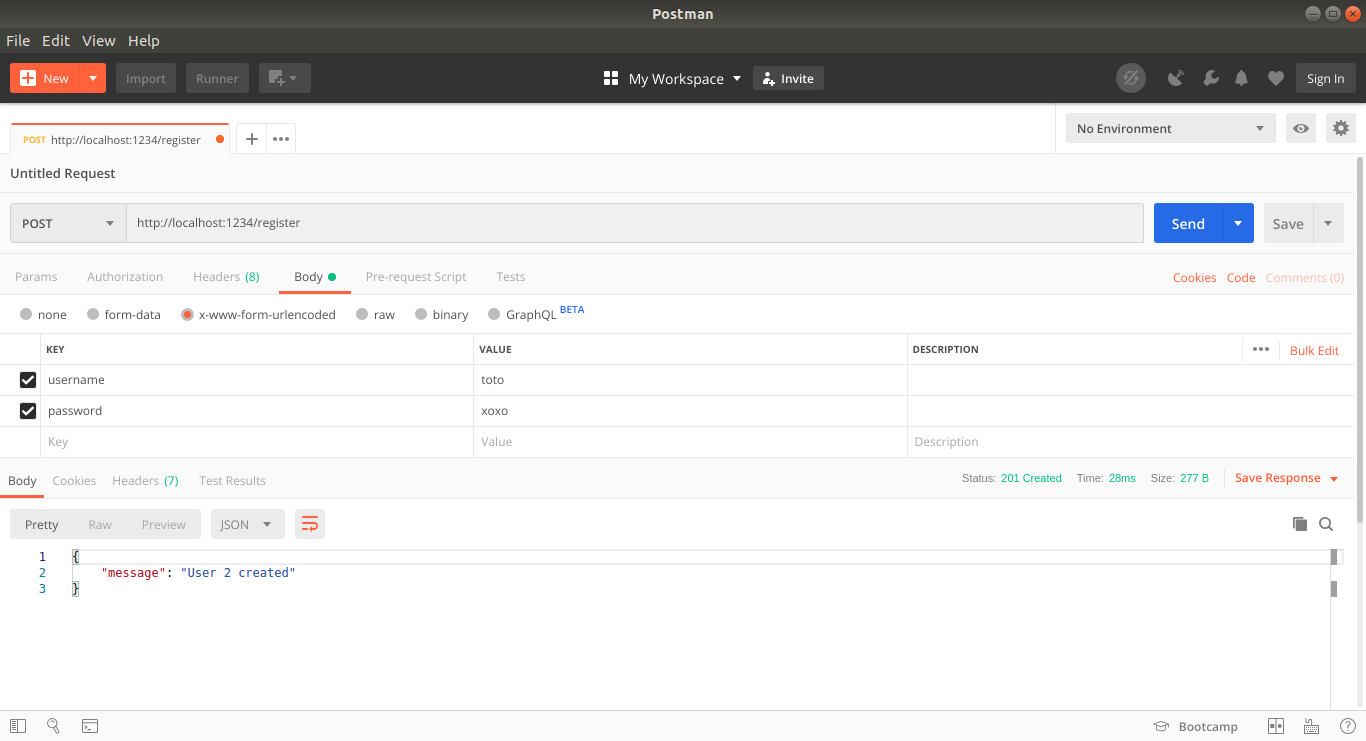 Postman
File Edit View Help
New Import Runner My Workspace Invite Sign In
POST http://localhost:1234/register No Environment
Untitled Request
POST http://localhost:1234/register Send Save
Params Authorization Headers (8) Body Pre-request Script Tests Cookies Code Comments (0)
none form-data x-www-form-urlencoded raw binary GraphQL BETA
KEY VALUE DESCRIPTION Bulk Edit
username toto
password xoxo
Key Value Description
Body Cookies Headers (7) Test Results Status: 201 Created Time: 28ms Size: 277 B Save Response
Pretty Raw Preview JSON
1 {
2 "message": "User 2 created"
3 }
Bootcamp